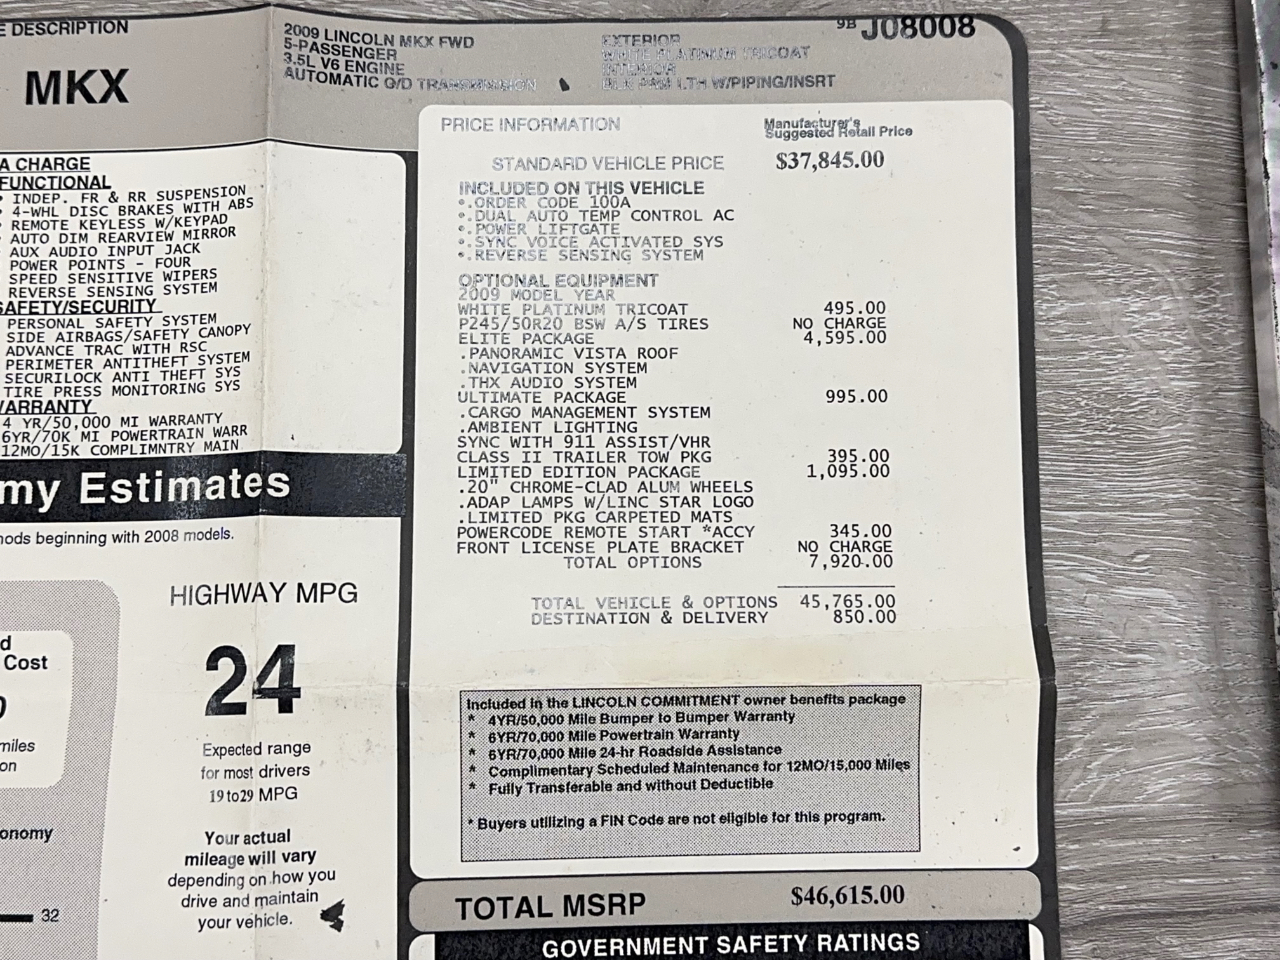 E DESCRIPTION
MKX
2009 LINCOLN MKX FWD
5-PASSENGER
3.5L V6 ENGINE
AUTOMATIC O/D TRANSMISSION
EXTERIOR
WHITE PLATINUM TRICOAT
INTERIOR
BLK LTH W/PIPING/INSRT
9B J08008
A CHARGE
FUNCTIONAL
INDEP. FR & RR SUSPENSION
4-WHL DISC BRAKES WITH ABS
REMOTE KEYLESS W/KEYPAD
AUTO DIM REARVIEW MIRROR
AUX AUDIO INPUT JACK
POWER POINTS - FOUR
SPEED SENSITIVE WIPERS
REVERSE SENSING SYSTEM
SAFETY/SECURITY
PERSONAL SAFETY SYSTEM
SIDE AIRBAGS/SAFETY CANOPY
ADVANCE TRAC WITH RSC
PERIMETER ANTITHEFT SYSTEM
SECURILOCK ANTI THEFT SYS
TIRE PRESS MONITORING SYS
WARRANTY
4 YR/50,000 MI WARRANTY
6YR/70K MI POWERTRAIN WARR
12MO/15K COMPLIMNTRY MAIN
my Estimates
hods beginning with 2008 models.
d
Cost
miles
on
onomy
32
HIGHWAY MPG
24
Expected range
for most drivers
19 to 29 MPG
Your actual
mileage will vary
depending on how you
drive and maintain
your vehicle.
PRICE INFORMATION Manufacturer's
Suggested Retail Price
STANDARD VEHICLE PRICE $37,845.00
INCLUDED ON THIS VEHICLE
•.ORDER CODE 100A
•.DUAL AUTO TEMP CONTROL AC
•.POWER LIFTGATE
•.SYNC VOICE ACTIVATED SYS
•.REVERSE SENSING SYSTEM
OPTIONAL EQUIPMENT
2009 MODEL YEAR
WHITE PLATINUM TRICOAT 495.00
P245/50R20 BSW A/S TIRES NO CHARGE
ELITE PACKAGE 4,595.00
.PANORAMIC VISTA ROOF
.NAVIGATION SYSTEM
.THX AUDIO SYSTEM
ULTIMATE PACKAGE 995.00
.CARGO MANAGEMENT SYSTEM
.AMBIENT LIGHTING
SYNC WITH 911 ASSIST/VHR
CLASS II TRAILER TOW PKG 395.00
LIMITED EDITION PACKAGE 1,095.00
.20" CHROME-CLAD ALUM WHEELS
.ADAP LAMPS W/LINC STAR LOGO
.LIMITED PKG CARPETED MATS
POWERCODE REMOTE START *ACCY 345.00
FRONT LICENSE PLATE BRACKET NO CHARGE
TOTAL OPTIONS 7,920.00
TOTAL VEHICLE & OPTIONS 45,765.00
DESTINATION & DELIVERY 850.00
Included in the LINCOLN COMMITMENT owner benefits package
* 4YR/50,000 Mile Bumper to Bumper Warranty
* 6YR/70,000 Mile Powertrain Warranty
* 6YR/70,000 Mile 24-hr Roadside Assistance
* Complimentary Scheduled Maintenance for 12MO/15,000 Miles
* Fully Transferable and without Deductible
* Buyers utilizing a FIN Code are not eligible for this program.
TOTAL MSRP $46,615.00
GOVERNMENT SAFETY RATINGS